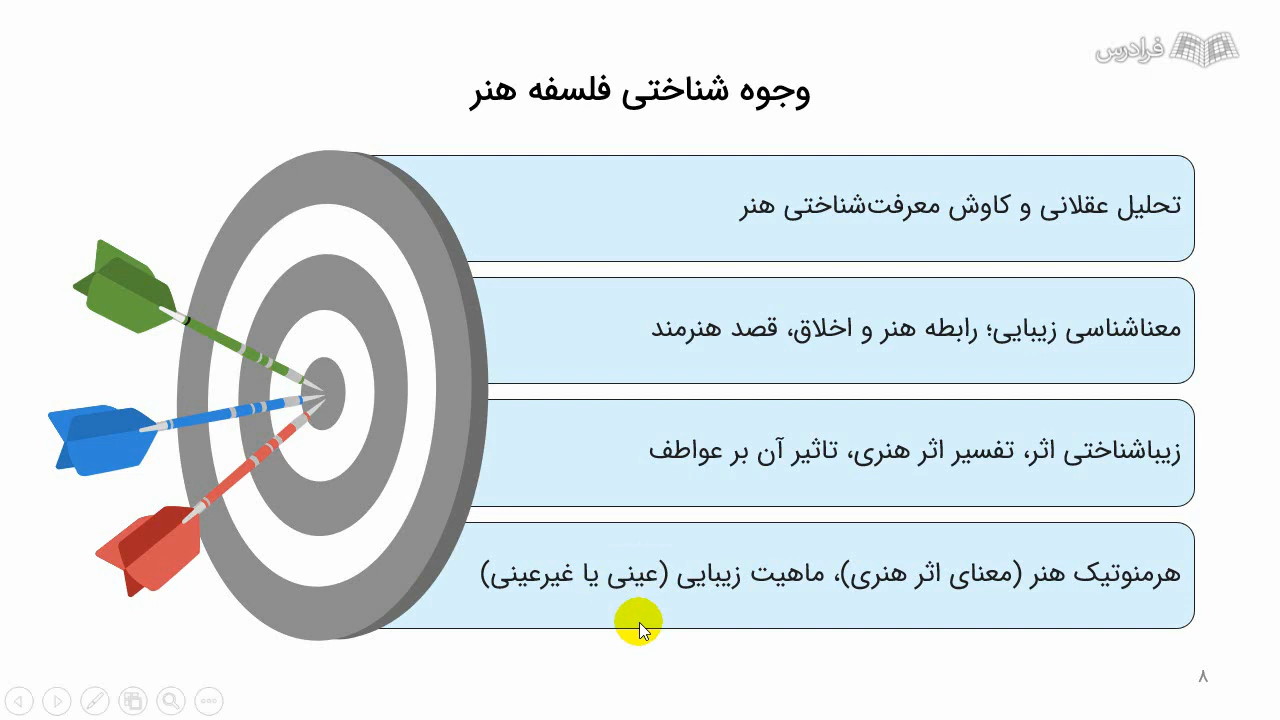 فرادرس
وجوه شناختی فلسفه هنر
تحلیل عقلانی و کاوش معرفت‌شناختی هنر
معناشناسی زیبایی؛ رابطه هنر و اخلاق، قصد هنرمند
زیباشناختی اثر، تفسیر اثر هنری، تاثیر آن بر عواطف
هرمنوتیک هنر (معنای اثر هنری)، ماهیت زیبایی (عینی یا غیرعینی)
۸